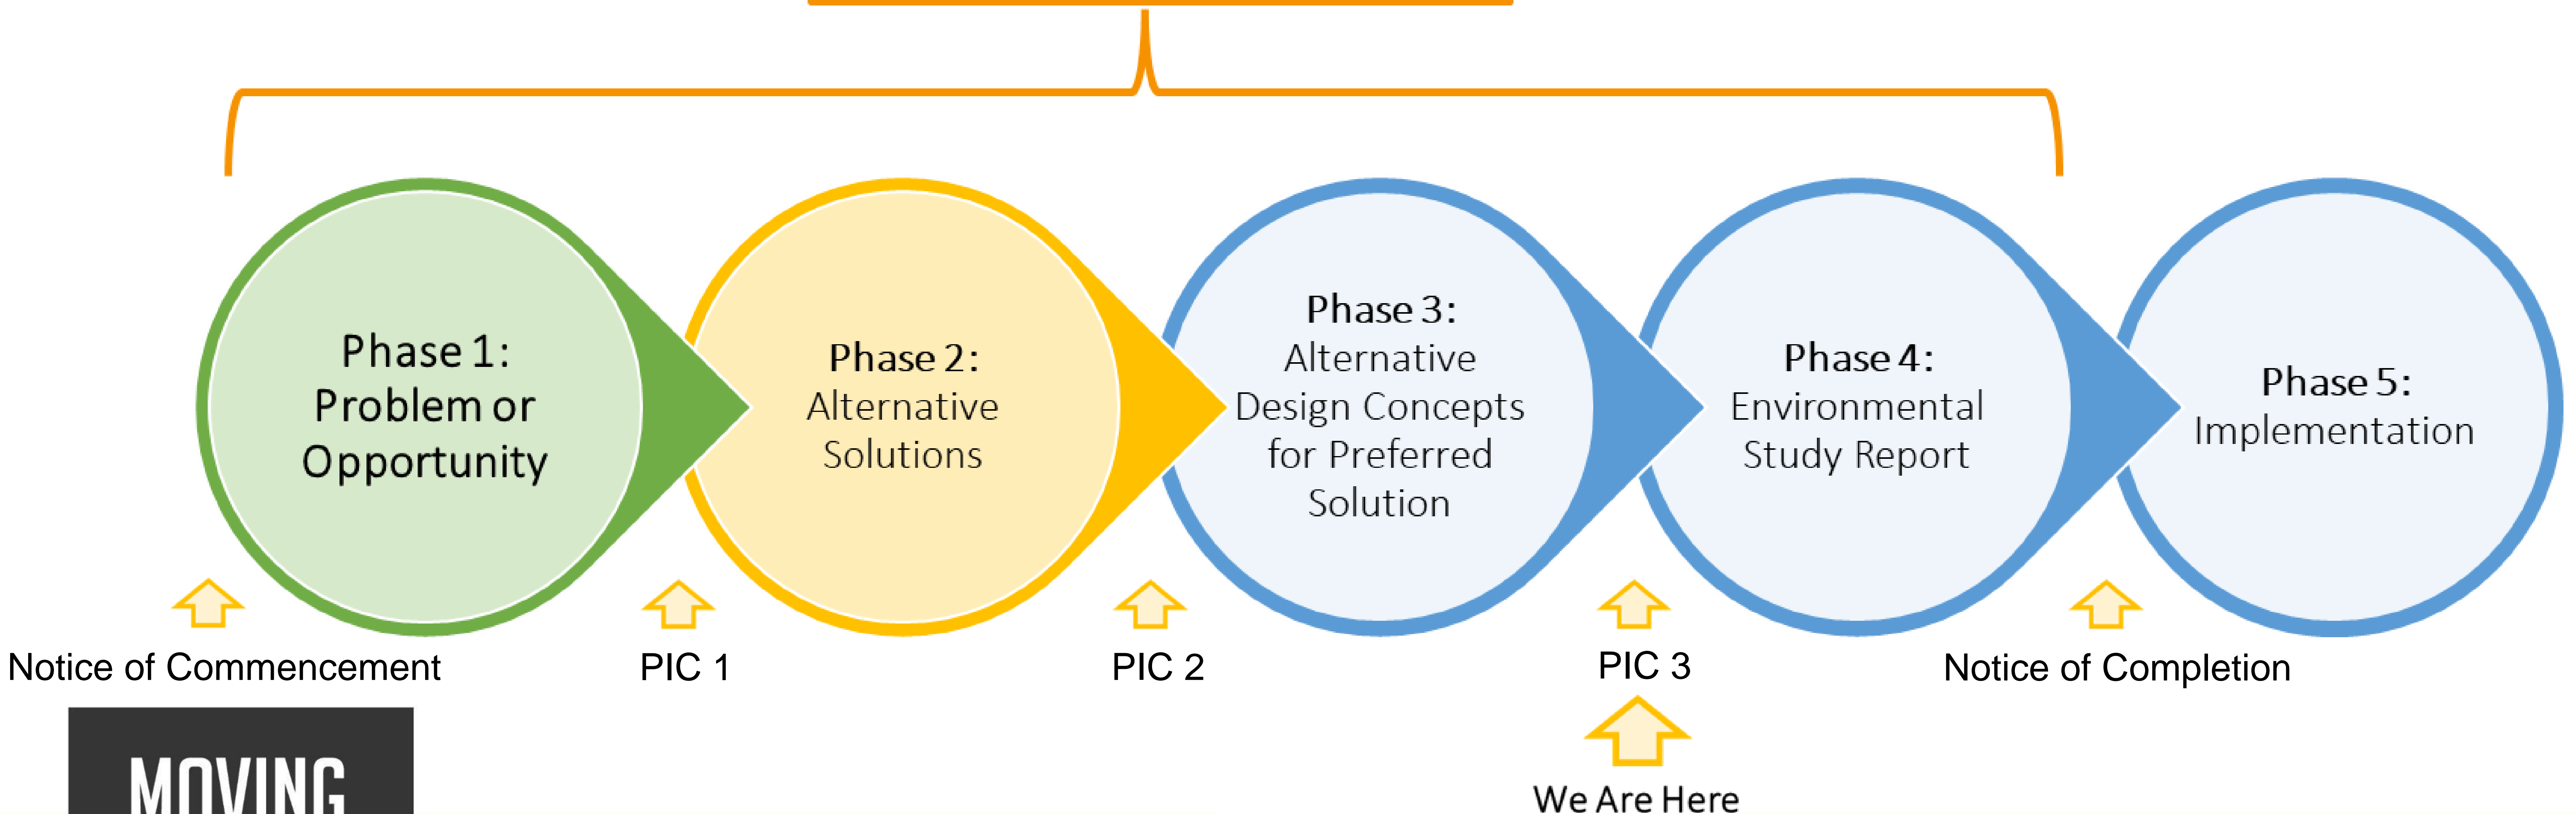 Phase 1:
Problem or
Opportunity
Phase 2:
Alternative
Solutions
Phase 3:
Alternative
Design Concepts
for Preferred
Solution
Phase 4:
Environmental
Study Report
Phase 5:
Implementation
Notice of Commencement
PIC 1
PIC 2
PIC 3
Notice of Completion
We Are Here
MOVING